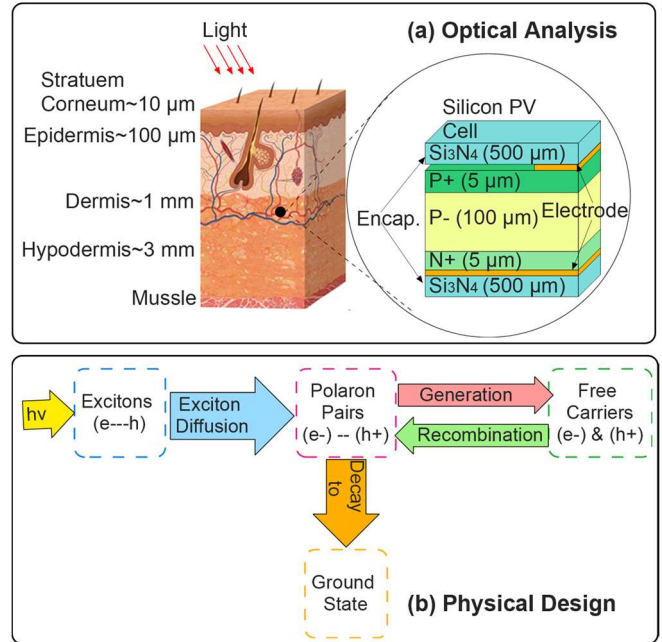 Light
(a) Optical Analysis
Stratuem
Corneum~10 µm
Epidermis~100 µm
Dermis~1 mm
Hypodermis~3 mm
Mussle
Silicon PV
Cell
Si3N4 (500 µm)
P+ (5 µm)
Encap.
P- (100 µm)
Electrode
N+ (5 µm)
Si3N4 (500 µm)
hv
Excitons
(e---h)
Exciton
Diffusion
Polaron
Pairs
(e-) -- (h+)
Generation
Recombination
Free
Carriers
(e-) & (h+)
Decay
to
Ground
State
(b) Physical Design